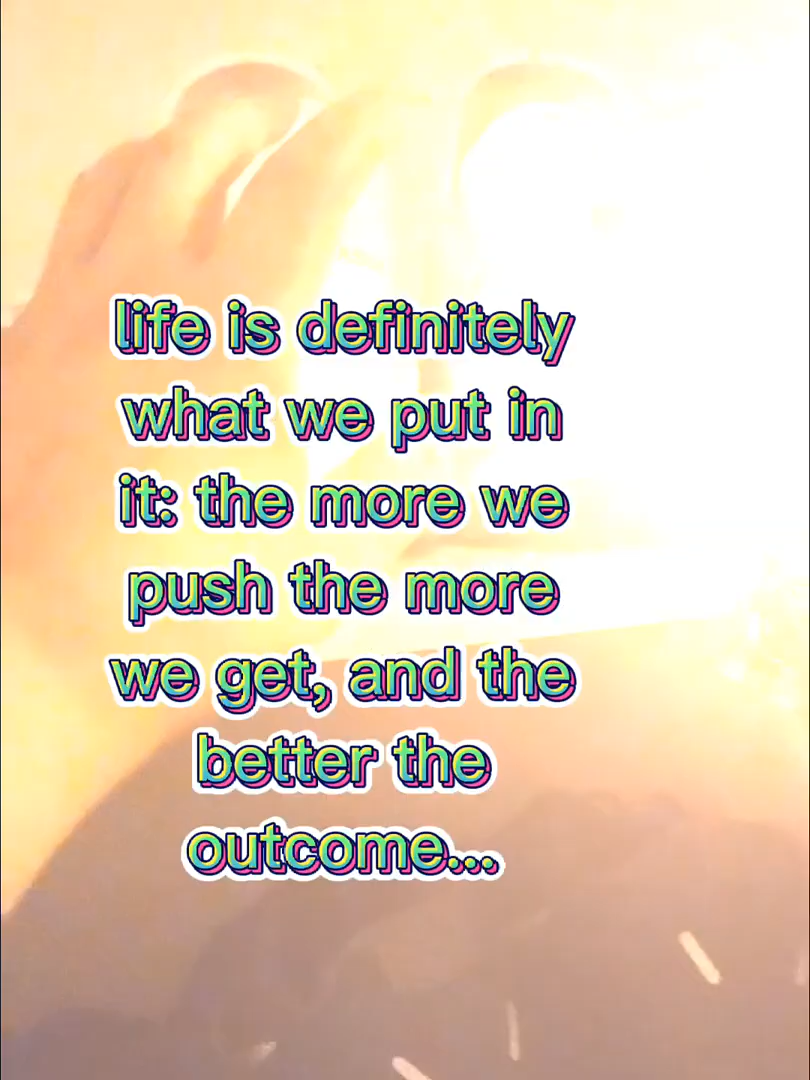 life is definitely
what we put in
it: the more we
push the more
we get, and the
better the
outcome...